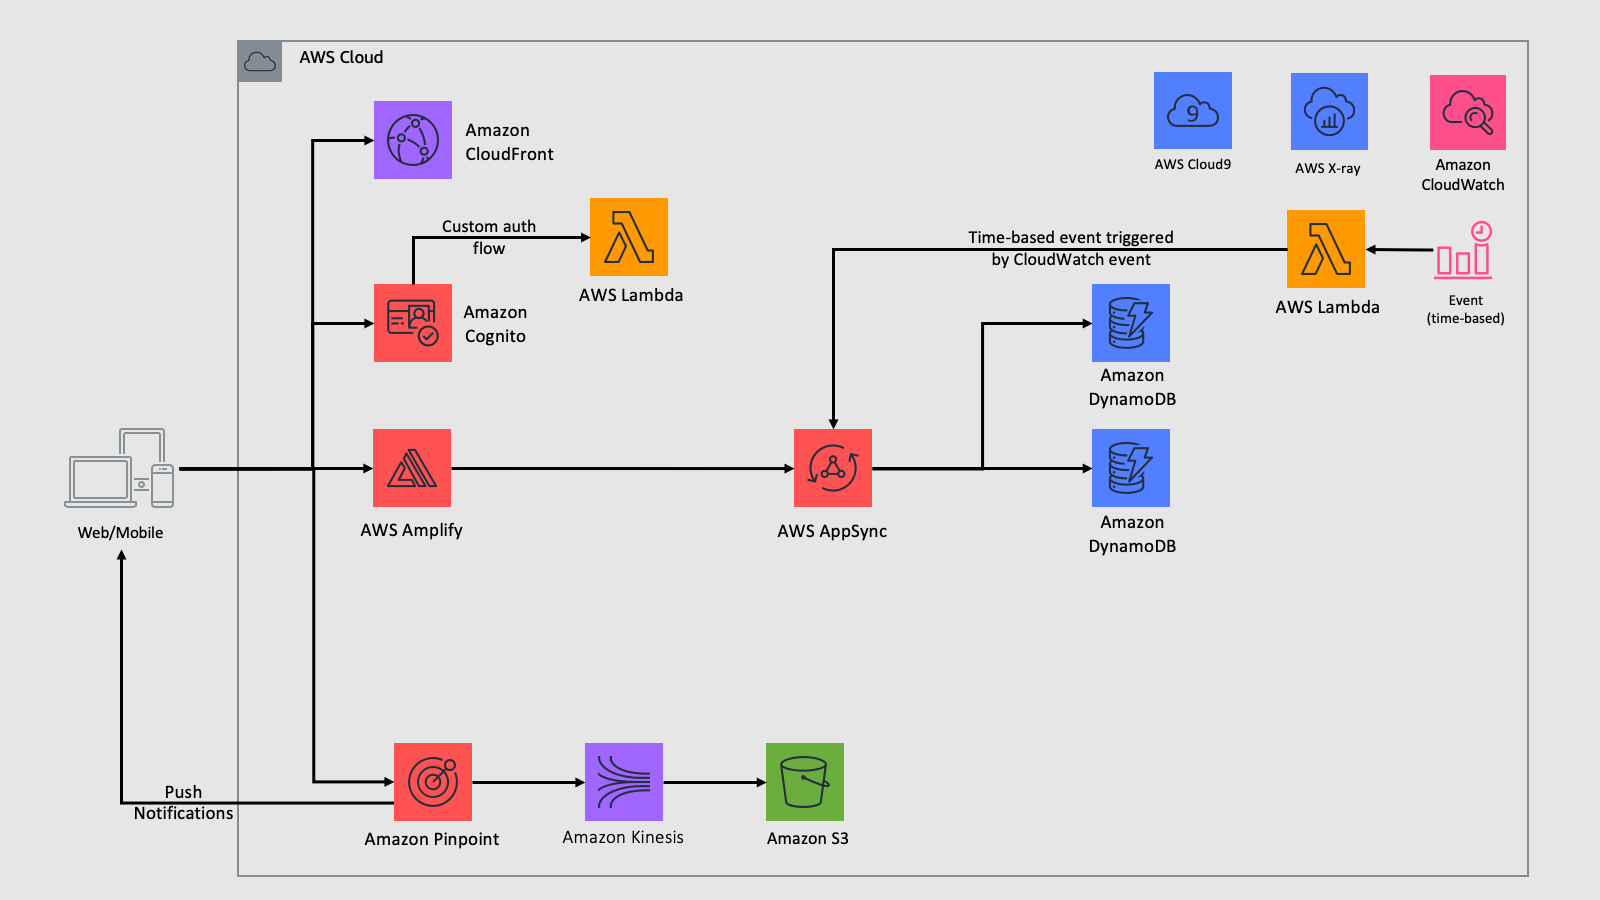 AWS Cloud
9
AWS Cloud9
AWS X-ray
Amazon
CloudWatch
Amazon
CloudFront
Custom auth
flow
AWS Lambda
Time-based event triggered
by CloudWatch event
AWS Lambda
Event
(time-based)
Amazon
Cognito
Amazon
DynamoDB
Web/Mobile
AWS Amplify
AWS AppSync
Amazon
DynamoDB
Push
Notifications
Amazon Pinpoint
Amazon Kinesis
Amazon S3